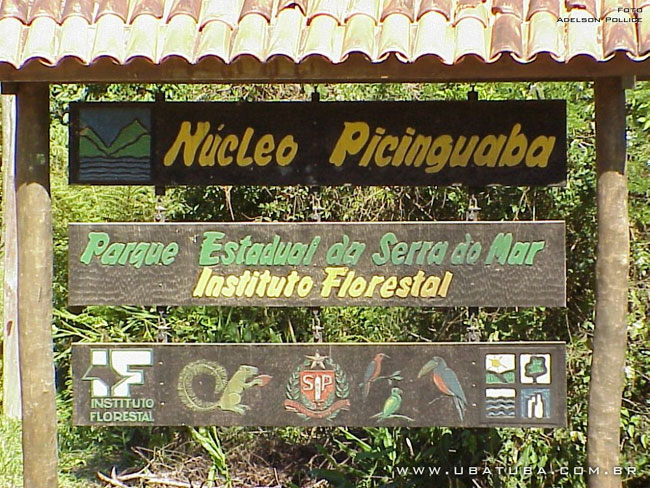 FOTO
ADELSON POLLICE
Núcleo Picinguaba
Parque Estadual da Serra do Mar
Instituto Florestal
IF
SP
INSTITUTO
FLORESTAL
WWW.UBATUBA.COM.BR